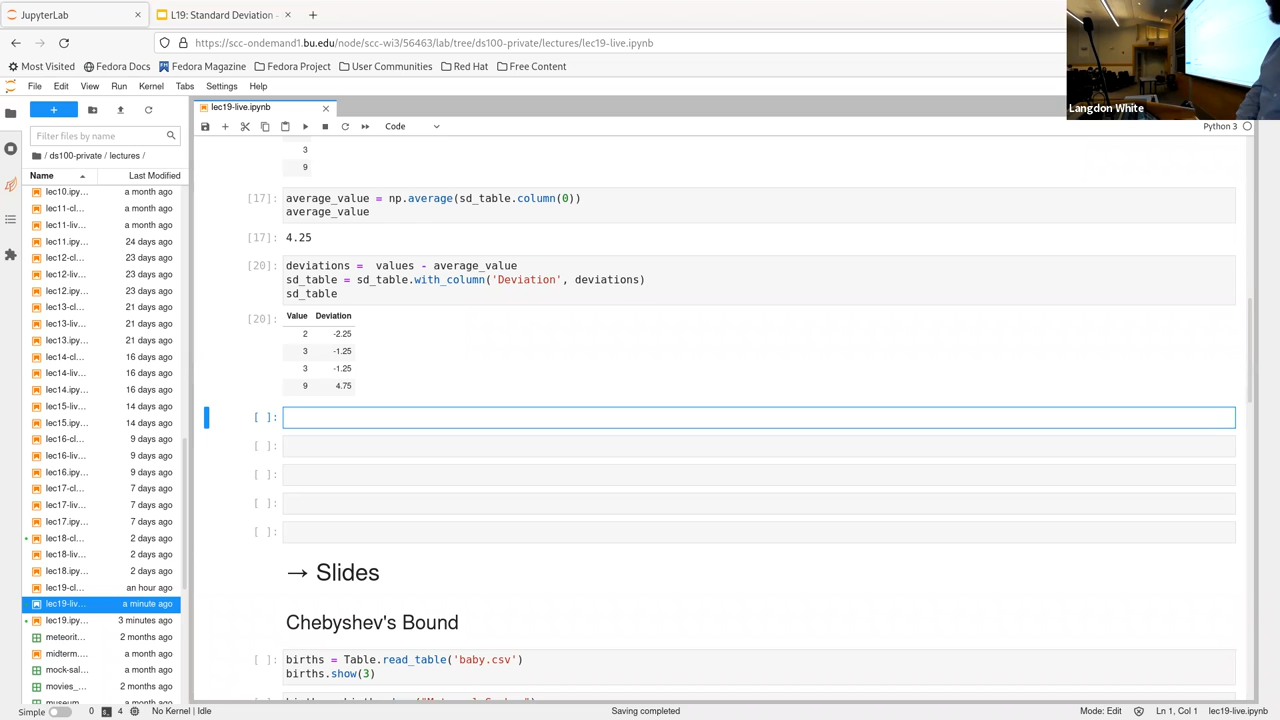 JupyterLab
L19: Standard Deviation -
https://scc-ondemand1.bu.edu/node/scc-wi3/56463/lab/tree/ds100-private/lectures/lec19-live.ipynb
Most Visited Fedora Docs Fedora Magazine Fedora Project User Communities Red Hat Free Content
Langdon White
File Edit View Run Kernel Tabs Settings Help
lec19-live.ipynb
Code
Python 3
Filter files by name
/ ds100-private / lectures /
Name Last Modified
lec10.ipy... a month ago
lec11-cl... a month ago
lec11-liv... a month ago
lec11.ipy... 24 days ago
lec12-cl... 23 days ago
lec12-liv... 23 days ago
lec12.ipy... 23 days ago
lec13-cl... 21 days ago
lec13-liv... 21 days ago
lec13.ipy... 21 days ago
lec14-cl... 16 days ago
lec14-liv... 16 days ago
lec14.ipy... 16 days ago
lec15-liv... 14 days ago
lec15.ipy... 14 days ago
lec16-cl... 9 days ago
lec16-liv... 9 days ago
lec16.ipy... 9 days ago
lec17-cl... 7 days ago
lec17-liv... 7 days ago
lec17.ipy... 7 days ago
lec18-cl... 2 days ago
lec18-liv... 2 days ago
lec18.ipy... 2 days ago
lec19-cl... an hour ago
lec19-liv... a minute ago
lec19.ipy... 3 minutes ago
meteorit... 2 months ago
midterm.... a month ago
mock-sal... a month ago
movies_... 2 months ago
museum... a month ago
3
9
[17]: average_value = np.average(sd_table.column(0))
average_value
[17]: 4.25
[20]: deviations =  values - average_value
sd_table = sd_table.with_column('Deviation', deviations)
sd_table
[20]: Value Deviation
2 -2.25
3 -1.25
3 -1.25
9 4.75
[ ]:
[ ]:
[ ]:
[ ]:
[ ]:
→ Slides
Chebyshev's Bound
[ ]: births = Table.read_table('baby.csv')
births.show(3)
Simple 0 4 No Kernel | Idle Saving completed Mode: Edit Ln 1, Col 1 lec19-live.ipynb